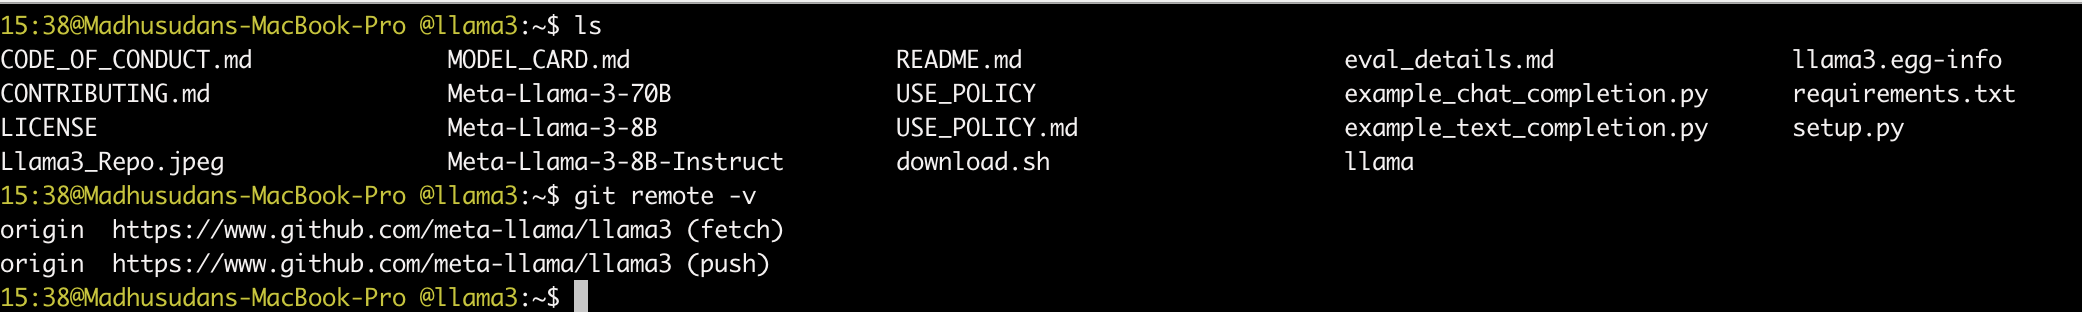 15:38@Madhusudans-MacBook-Pro @llama3:~$ ls
CODE_OF_CONDUCT.md MODEL_CARD.md README.md eval_details.md llama3.egg-info
CONTRIBUTING.md Meta-Llama-3-70B USE_POLICY example_chat_completion.py requirements.txt
LICENSE Meta-Llama-3-8B USE_POLICY.md example_text_completion.py setup.py
Llama3_Repo.jpeg Meta-Llama-3-8B-Instruct download.sh llama
15:38@Madhusudans-MacBook-Pro @llama3:~$ git remote -v
origin https://www.github.com/meta-llama/llama3 (fetch)
origin https://www.github.com/meta-llama/llama3 (push)
15:38@Madhusudans-MacBook-Pro @llama3:~$